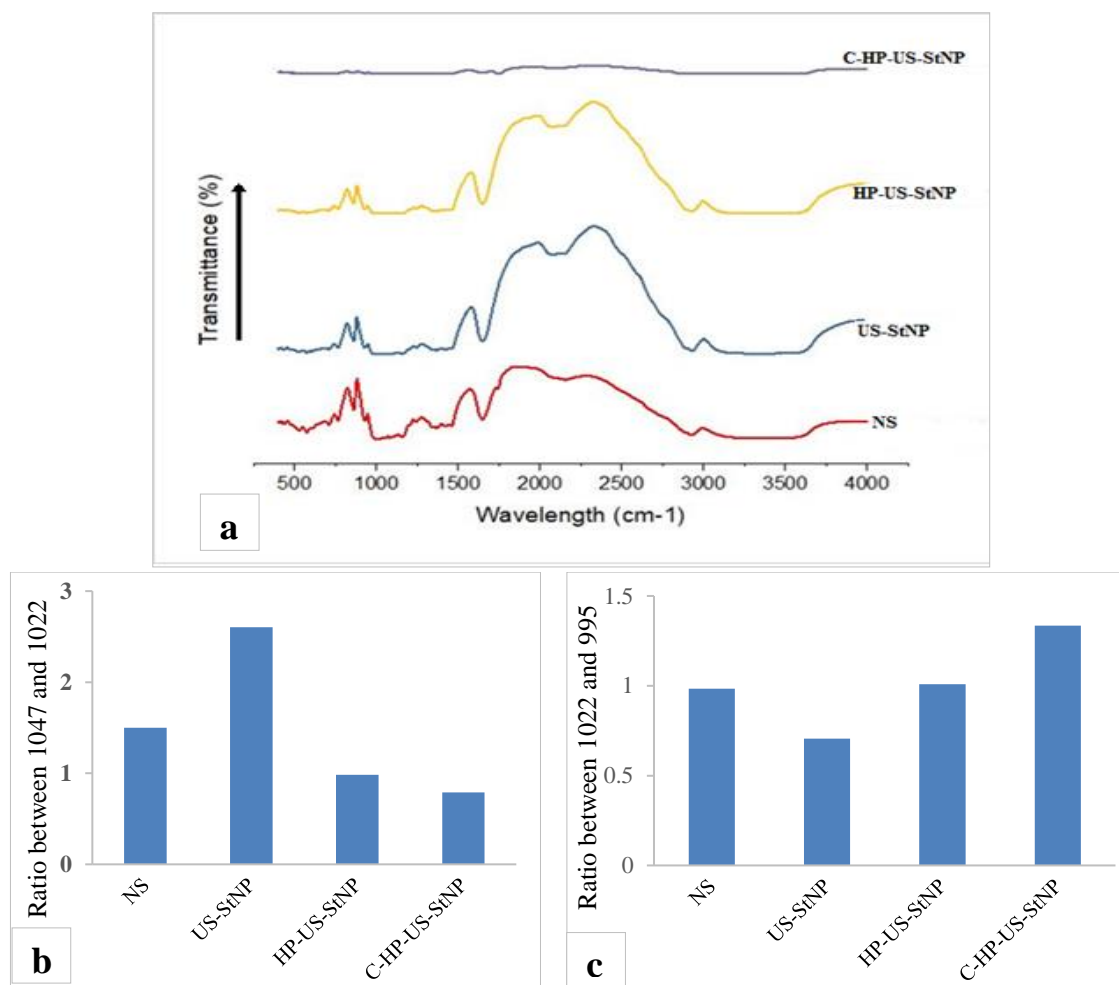 C-HP-US-StNP
HP-US-StNP
US-StNP
NS
Transmittance (%)
500 1000 1500 2000 2500 3000 3500 4000
Wavelength (cm-1)
a
Ratio between 1047 and 1022
3
2
1
0
NS
US-StNP
HP-US-StNP
C-HP-US-StNP
b
Ratio between 1022 and 995
1.5
1
0.5
0
NS
US-StNP
HP-US-StNP
C-HP-US-StNP
c